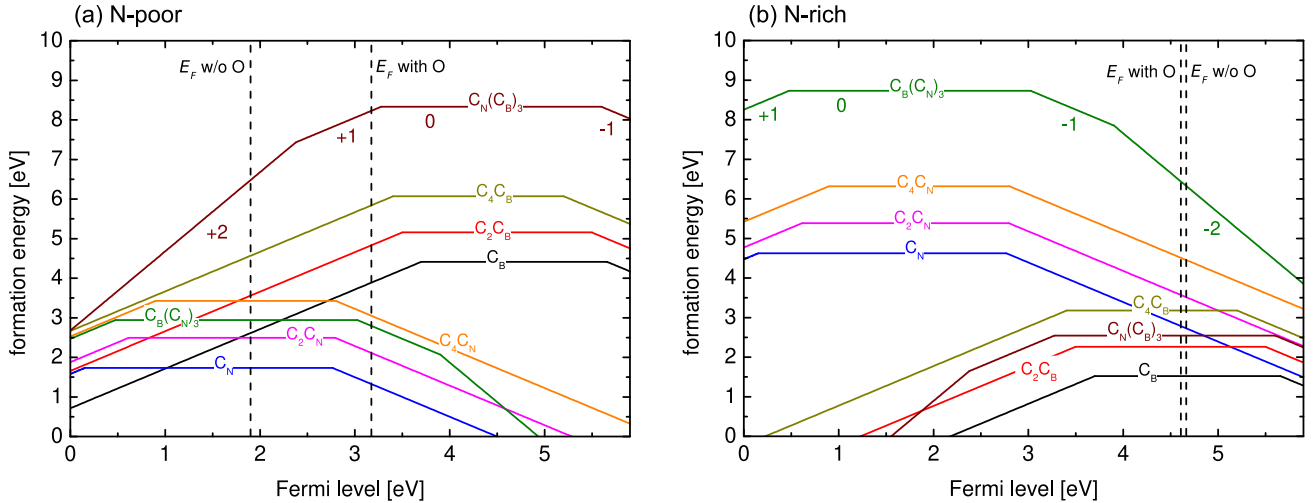 (a) N-poor
10
9
8
7
6
5
4
3
2
1
0
formation energy [eV]
E_F w/o O
E_F with O
C_N(C_B)_3
+1
0
-1
+2
C_4C_B
C_2C_B
C_B
C_B(C_N)_3
C_2C_N
C_4C_N
C_N
0
1
2
3
4
5
Fermi level [eV]
(b) N-rich
10
9
8
7
6
5
4
3
2
1
0
formation energy [eV]
E_F with O
E_F w/o O
C_B(C_N)_3
+1
0
-1
-2
C_4C_N
C_2C_N
C_N
C_4C_B
C_N(C_B)_3
C_2C_B
C_B
0
1
2
3
4
5
Fermi level [eV]